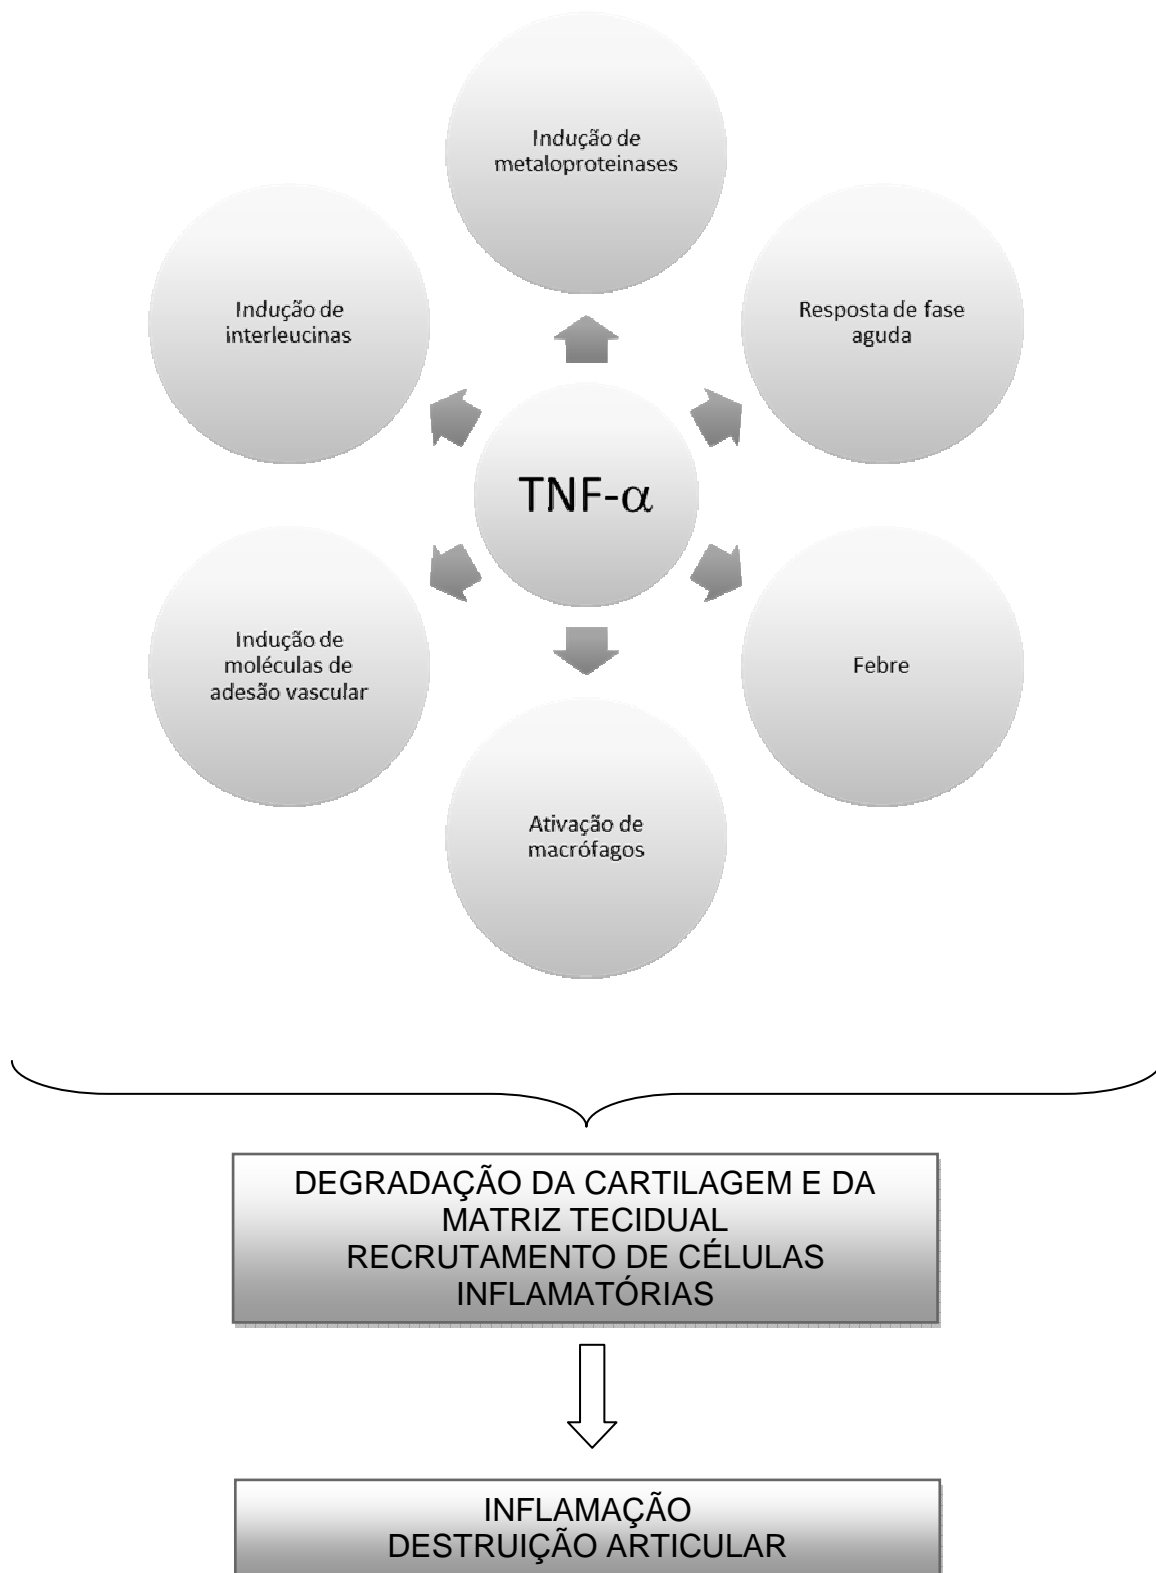 Indução de
metaloproteinases
Indução de
interleucinas
Resposta de fase
aguda
TNF-α
Indução de
moléculas de
adesão vascular
Febre
Ativação de
macrófagos
DEGRADAÇÃO DA CARTILAGEM E DA
MATRIZ TECIDUAL
RECRUTAMENTO DE CÉLULAS
INFLAMATÓRIAS
INFLAMAÇÃO
DESTRUIÇÃO ARTICULAR